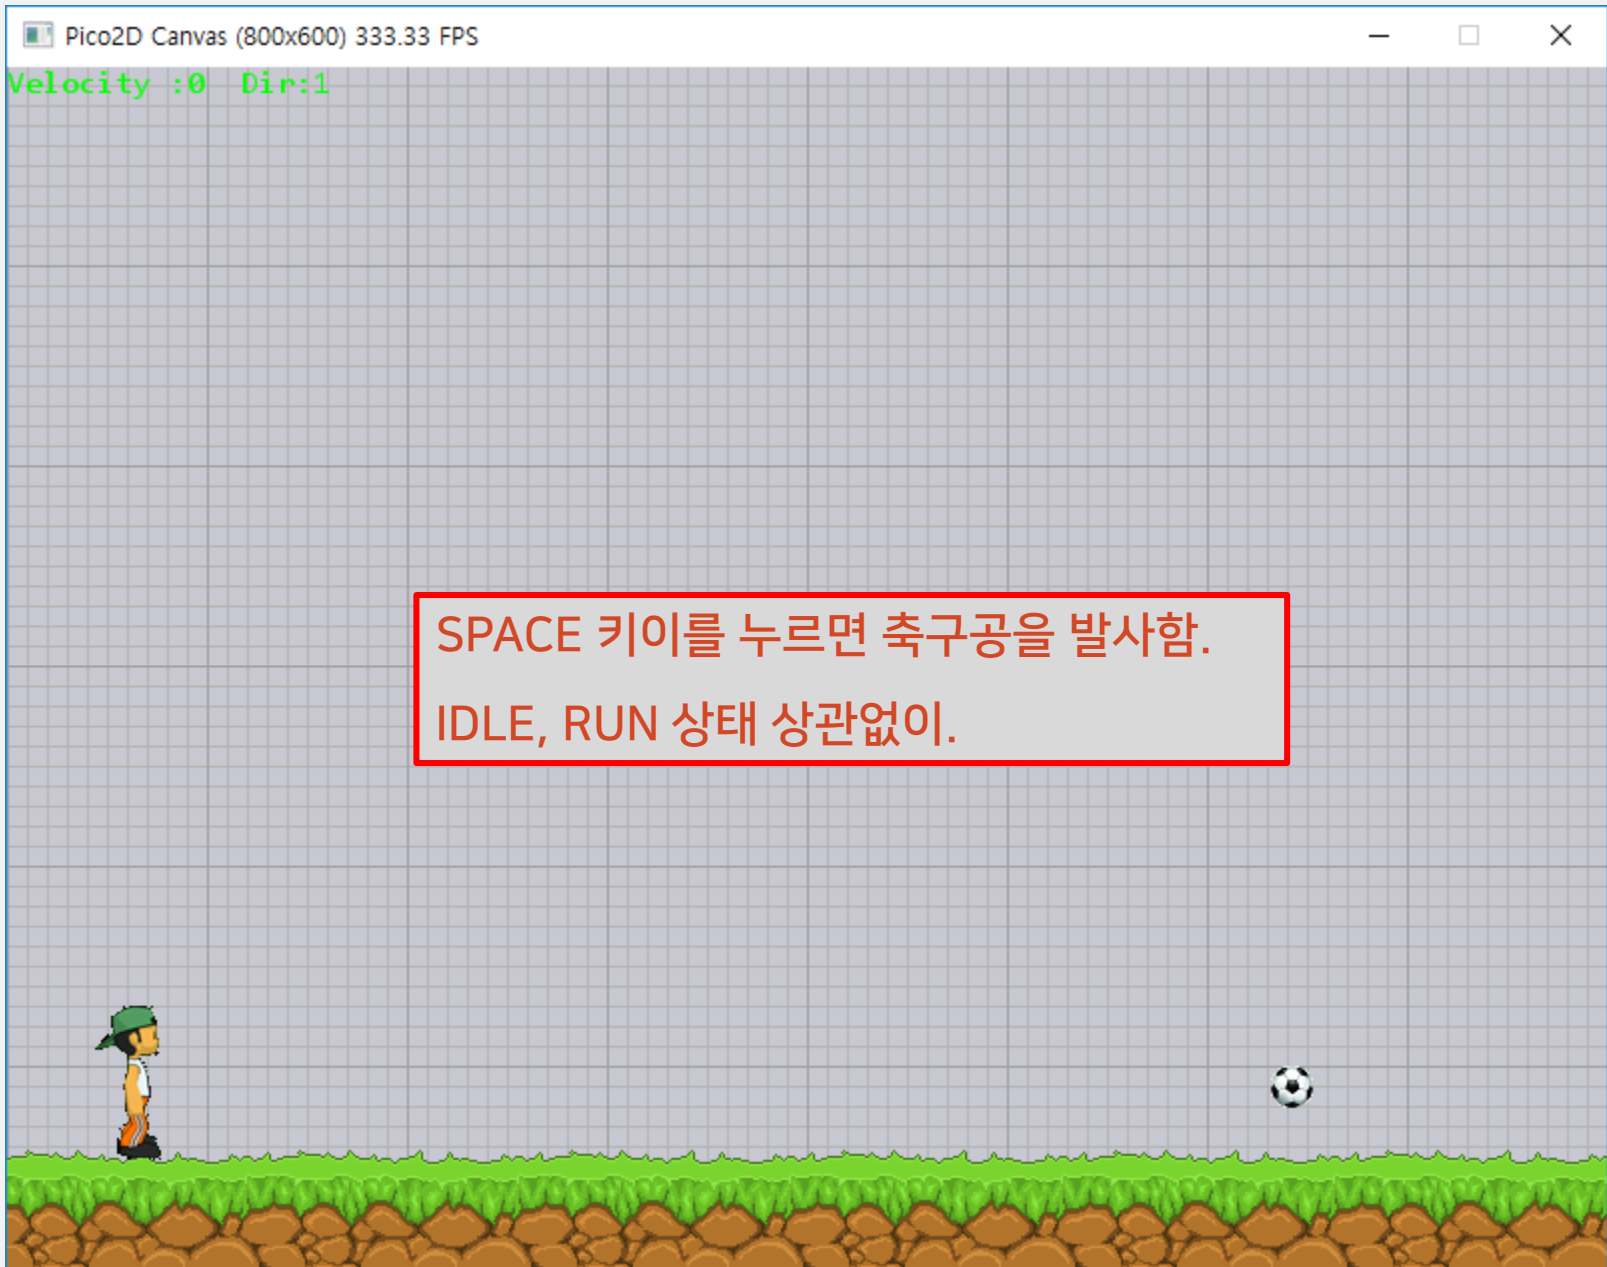 Pico2D Canvas (800x600) 333.33 FPS
Velocity :0  Dir:1
SPACE 키이를 누르면 축구공을 발사함.
IDLE, RUN 상태 상관없이.